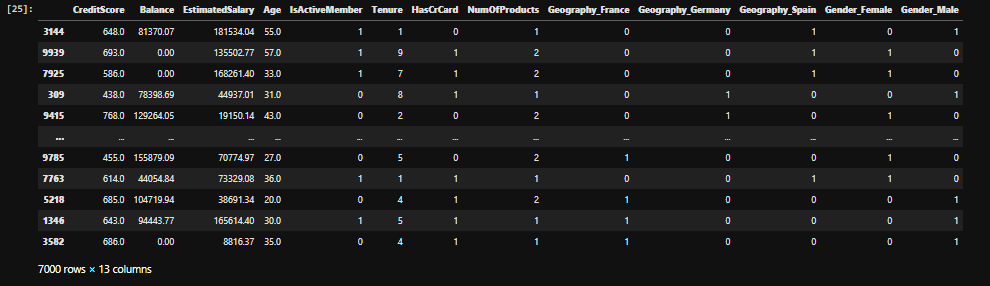 [25]: CreditScore Balance EstimatedSalary Age IsActiveMember Tenure HasCrCard NumOfProducts Geography_France Geography_Germany Geography_Spain Gender_Female Gender_Male
3144 648.0 81370.07 181534.04 55.0 1 1 0 1 0 0 1 0 1
9939 693.0 0.00 135502.77 57.0 1 9 1 2 0 0 1 1 0
7925 586.0 0.00 168261.40 33.0 1 7 1 2 0 0 1 1 0
309 438.0 78398.69 44937.01 31.0 0 8 1 1 0 1 0 0 1
9415 768.0 129264.05 19150.14 43.0 0 2 0 2 0 1 0 1 0
... ... ... ... ... ... ... ... ... ... ... ... ... ...
9785 455.0 155879.09 70774.97 27.0 0 5 0 2 1 0 0 1 0
7763 614.0 44054.84 73329.08 36.0 1 1 1 1 0 0 1 1 0
5218 685.0 104719.94 38691.34 20.0 0 4 1 2 1 0 0 0 1
1346 643.0 94443.77 165614.40 30.0 1 5 1 1 1 0 0 0 1
3582 686.0 0.00 8816.37 35.0 0 4 1 1 1 0 0 0 1
7000 rows × 13 columns